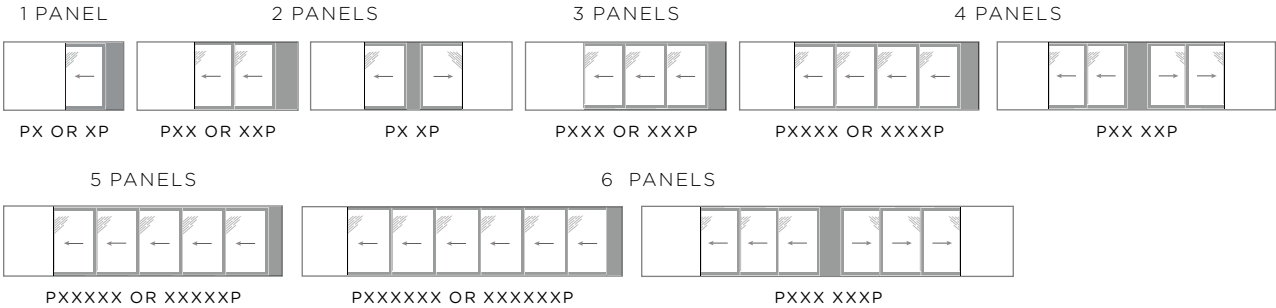 1 PANEL 2 PANELS 3 PANELS 4 PANELS
PX OR XP PXX OR XXP PX XP PXXX OR XXXP PXXXX OR XXXXP PXX XXP
5 PANELS 6 PANELS
PXXXXX OR XXXXXP PXXXXXX OR XXXXXXP PXXX XXXP